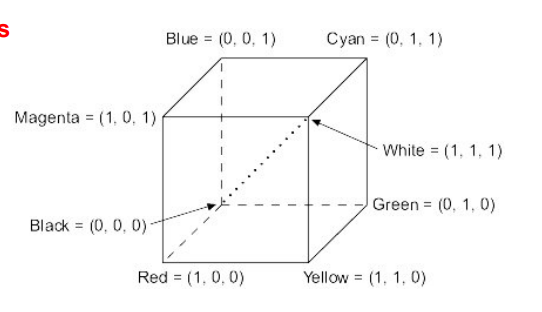 s
Blue = (0, 0, 1)
Cyan = (0, 1, 1)
Magenta = (1, 0, 1)
White = (1, 1, 1)
Green = (0, 1, 0)
Black = (0, 0, 0)
Red = (1, 0, 0)
Yellow = (1, 1, 0)